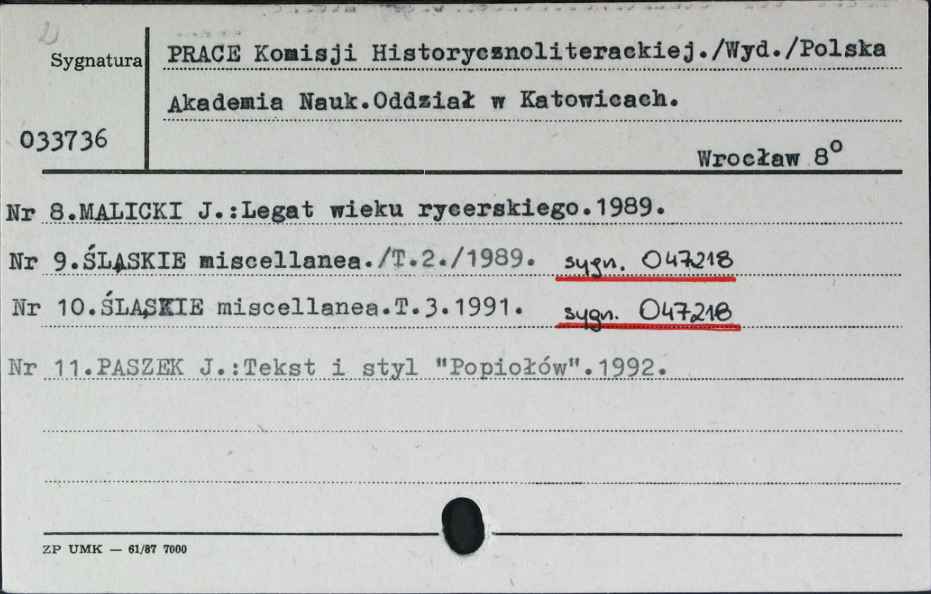 Sygnatura
PRACE Komisji Historycznoliterackiej./Wyd./Polska
Akademia Nauk.Oddział w Katowicach.
033736
Wrocław 8°
Nr 8.MALICKI J.:Legat wieku rycerskiego.1989.
Nr 9.ŚLĄSKIE miscellanea./T.2./1989. sygn. 047218
Nr 10.ŚLĄSKIE miscellanea.T.3.1991. sygn. 047218
Nr 11.PASZEK J.:Tekst i styl "Popiołów".1992.
ZP UMK — 61/87 7000